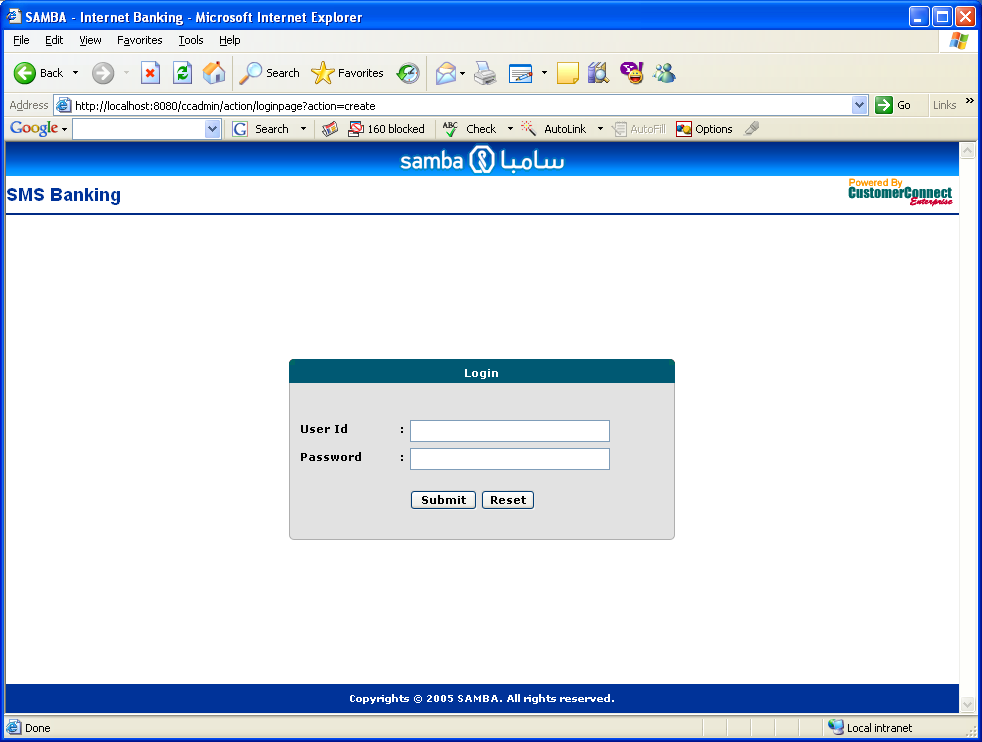 SAMBA - Internet Banking - Microsoft Internet Explorer
File Edit View Favorites Tools Help
Back Search Favorites
Address http://localhost:8080/ccadmin/action/loginpage?action=create Go Links »
Google G Search 160 blocked ABC Check AutoLink AutoFill Options
samba سامبا
Powered By
SMS Banking CustomerConnect
Enterprise
Login
User Id :
Password :
Submit Reset
Copyrights © 2005 SAMBA. All rights reserved.
Done Local intranet